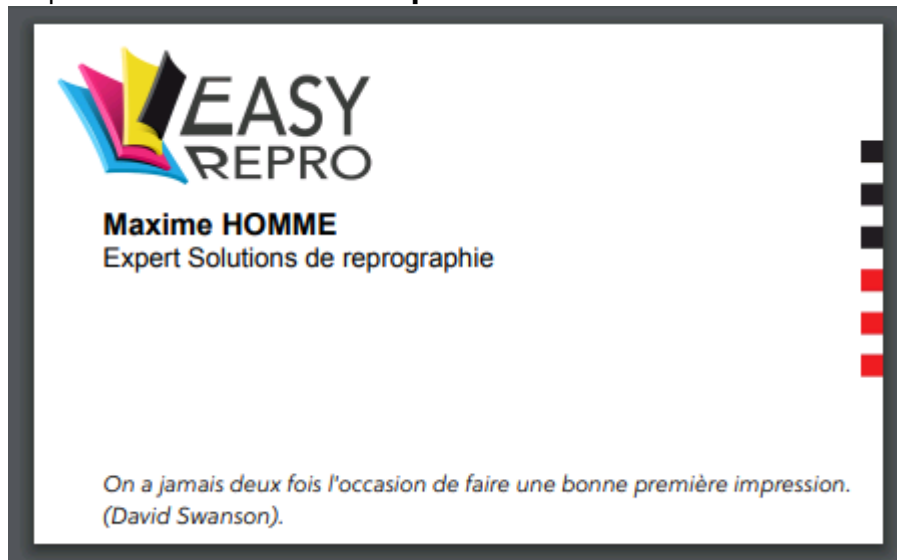 EASY
REPRO
Maxime HOMME
Expert Solutions de reprographie
On a jamais deux fois l'occasion de faire une bonne première impression.
(David Swanson).